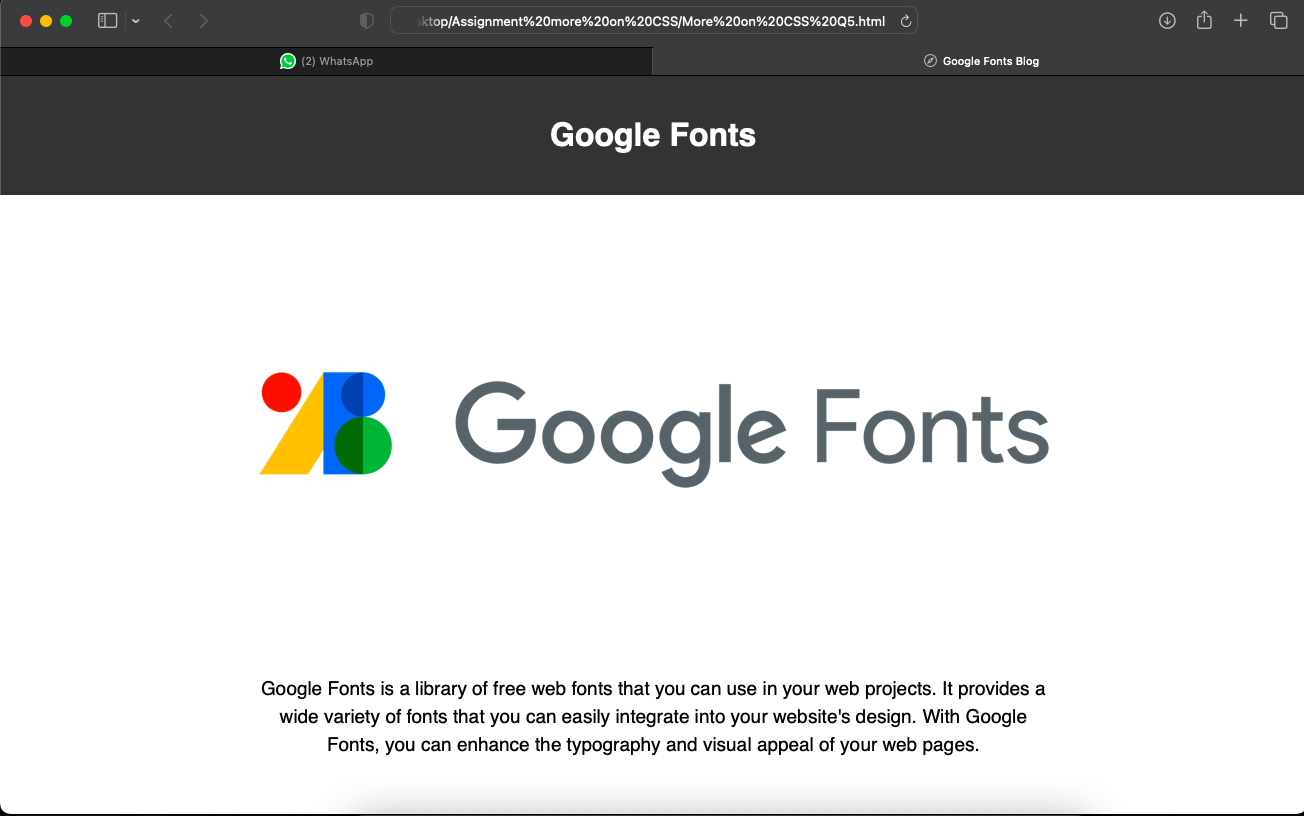 ktop/Assignment%20more%20on%20CSS/More%20on%20CSS%20Q5.html
(2) WhatsApp
Google Fonts Blog
Google Fonts
Google Fonts
Google Fonts is a library of free web fonts that you can use in your web projects. It provides a
wide variety of fonts that you can easily integrate into your website's design. With Google
Fonts, you can enhance the typography and visual appeal of your web pages.